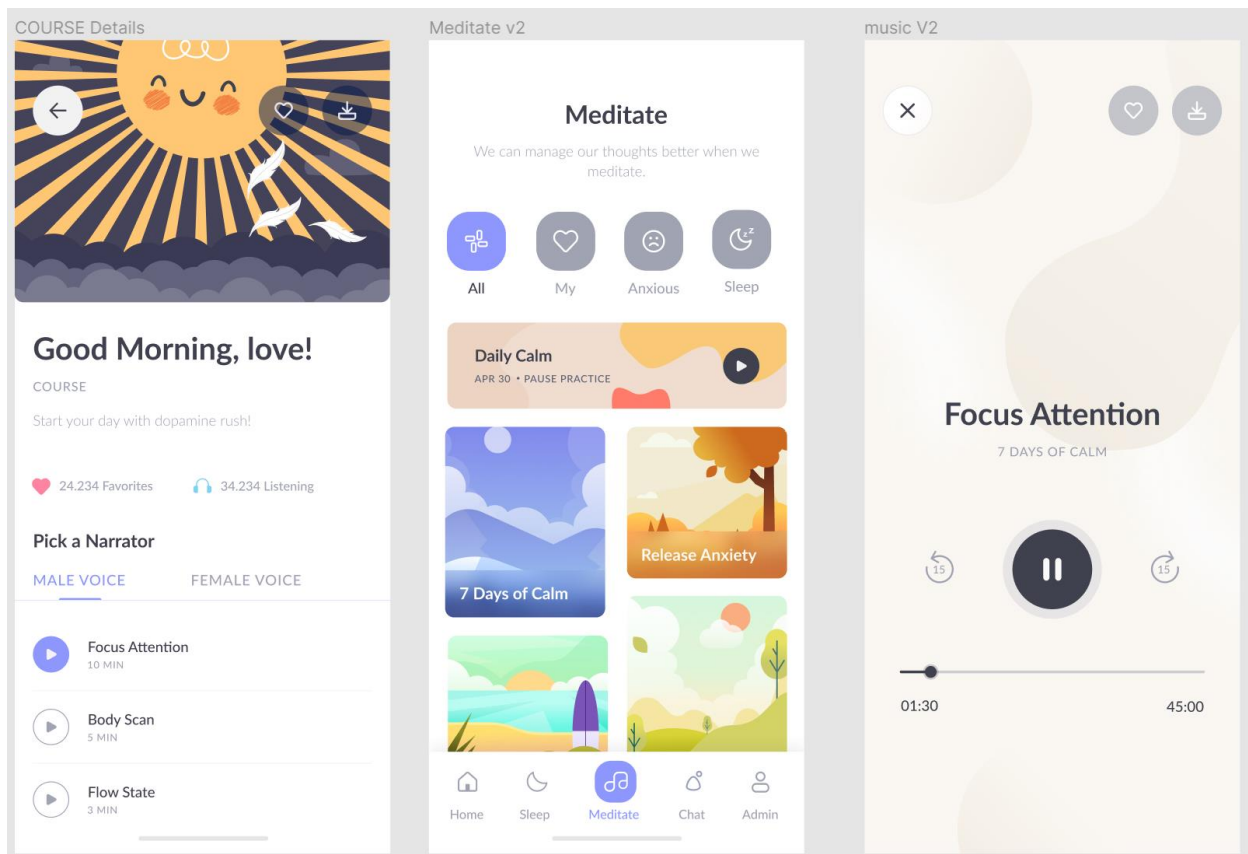 COURSE Details
Good Morning, love!
COURSE
Start your day with dopamine rush!
24.234 Favorites
34.234 Listening
Pick a Narrator
MALE VOICE
FEMALE VOICE
Focus Attention
10 MIN
Body Scan
5 MIN
Flow State
3 MIN
Meditate v2
Meditate
We can manage our thoughts better when we
meditate.
All
My
Anxious
Sleep
Daily Calm
APR 30 • PAUSE PRACTICE
7 Days of Calm
Release Anxiety
Home
Sleep
Meditate
Chat
Admin
music V2
Focus Attention
7 DAYS OF CALM
15
15
01:30
45:00